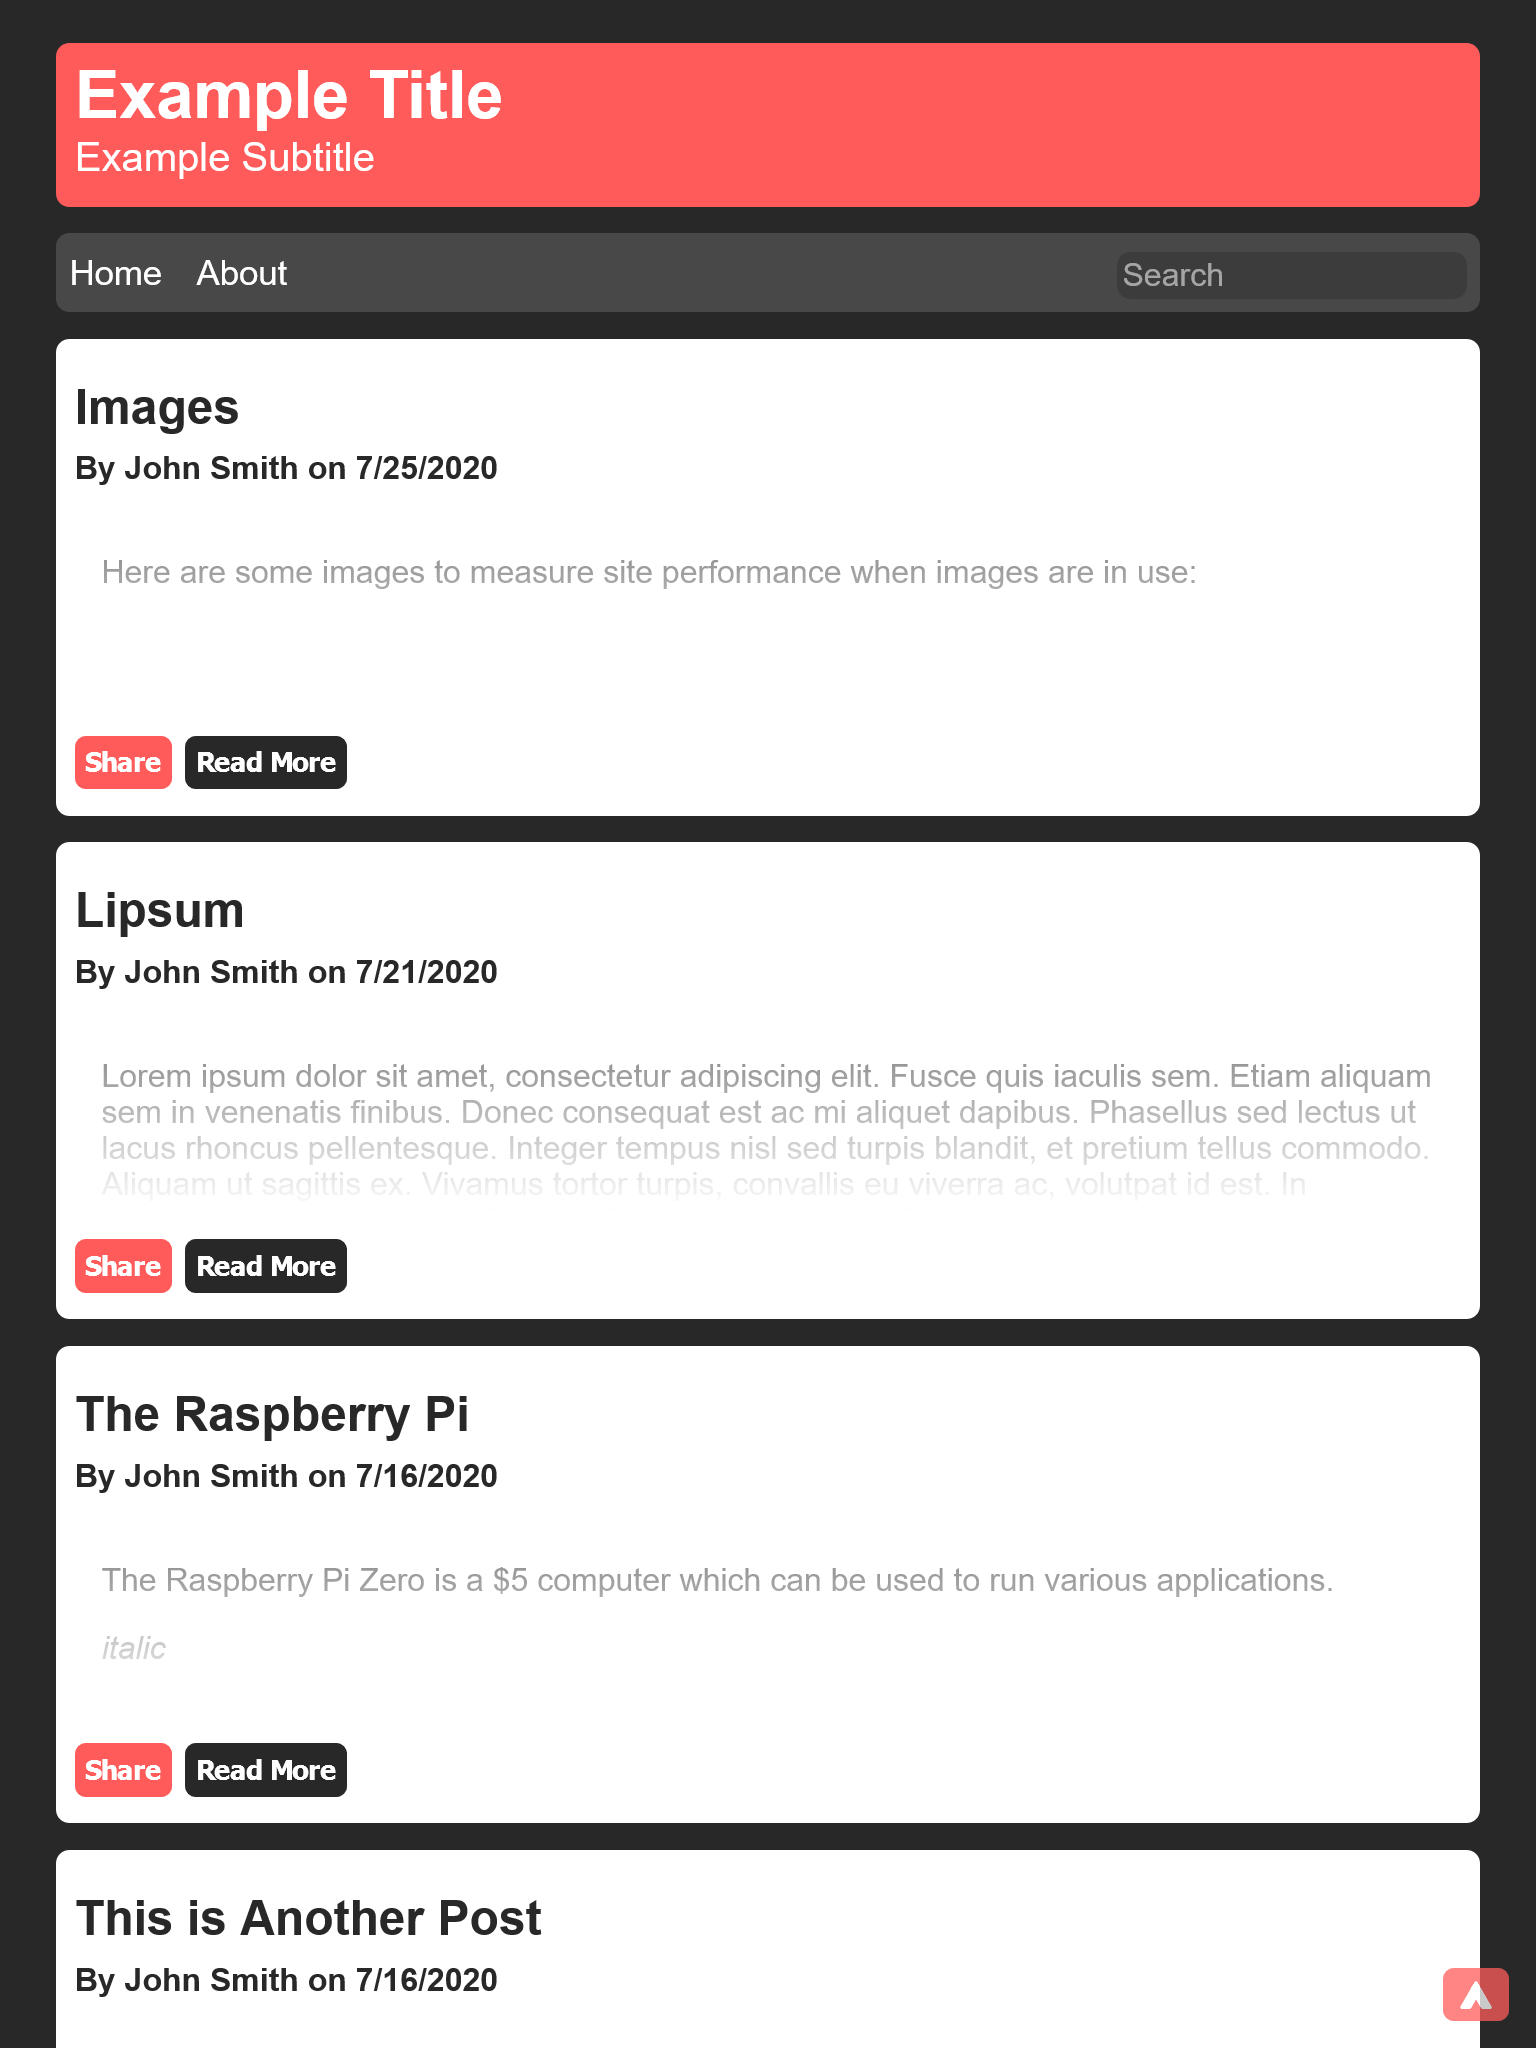 Example Title
Example Subtitle
Home About Search
Images
By John Smith on 7/25/2020
Here are some images to measure site performance when images are in use:
Share Read More
Lipsum
By John Smith on 7/21/2020
Lorem ipsum dolor sit amet, consectetur adipiscing elit. Fusce quis iaculis sem. Etiam aliquam
sem in venenatis finibus. Donec consequat est ac mi aliquet dapibus. Phasellus sed lectus ut
lacus rhoncus pellentesque. Integer tempus nisl sed turpis blandit, et pretium tellus commodo.
Aliquam ut sagittis ex. Vivamus tortor turpis, convallis eu viverra ac, volutpat id est. In
Share Read More
The Raspberry Pi
By John Smith on 7/16/2020
The Raspberry Pi Zero is a $5 computer which can be used to run various applications.
italic
Share Read More
This is Another Post
By John Smith on 7/16/2020